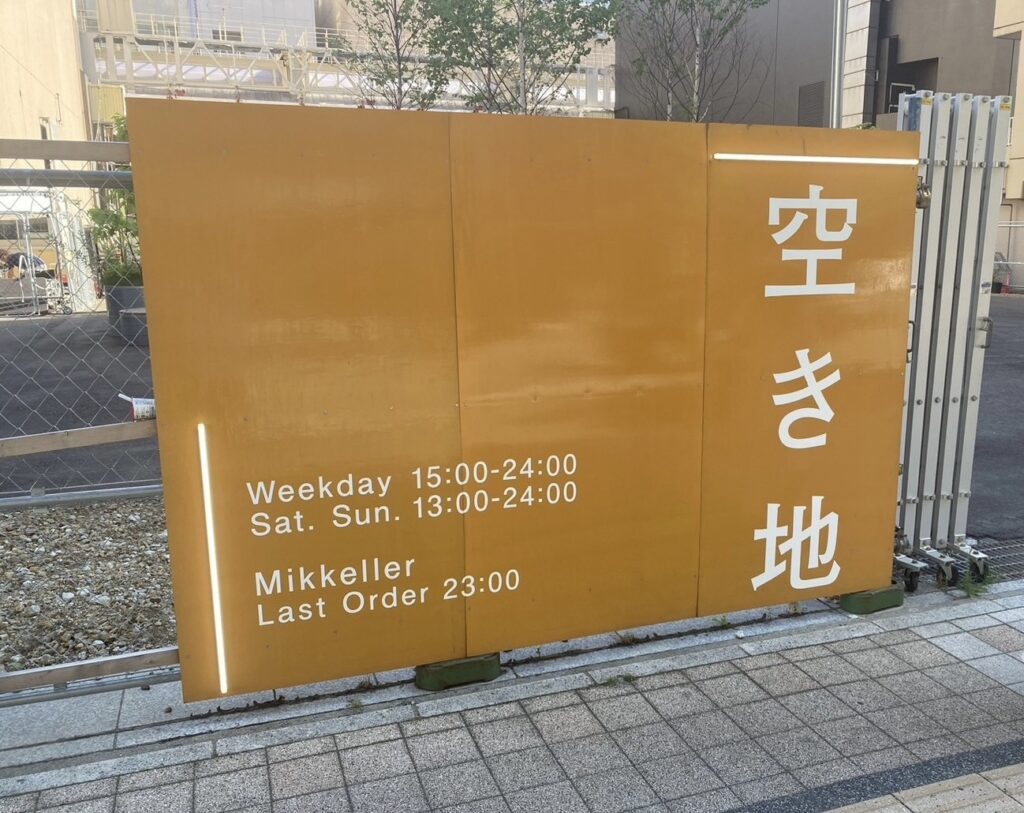 空き地
Weekday 15:00-24:00
Sat. Sun. 13:00-24:00
Mikkeller
Last Order 23:00